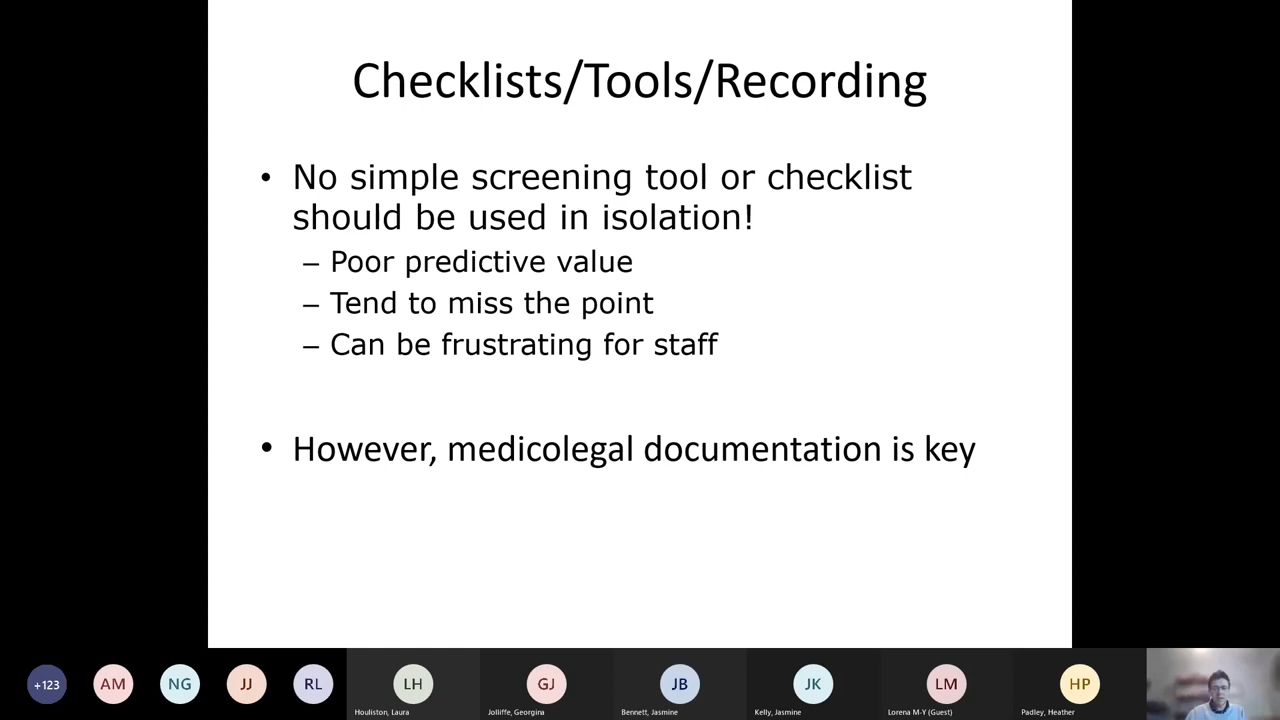 Checklists/Tools/Recording
• No simple screening tool or checklist
should be used in isolation!
– Poor predictive value
– Tend to miss the point
– Can be frustrating for staff
• However, medicolegal documentation is key
+123
AM
NG
JJ
RL
LH
GJ
JB
JK
LM
HP
Houliston, Laura
Jolliffe, Georgina
Bennett, Jasmine
Kelly, Jasmine
Lorena M-Y (Guest)
Padley, Heather